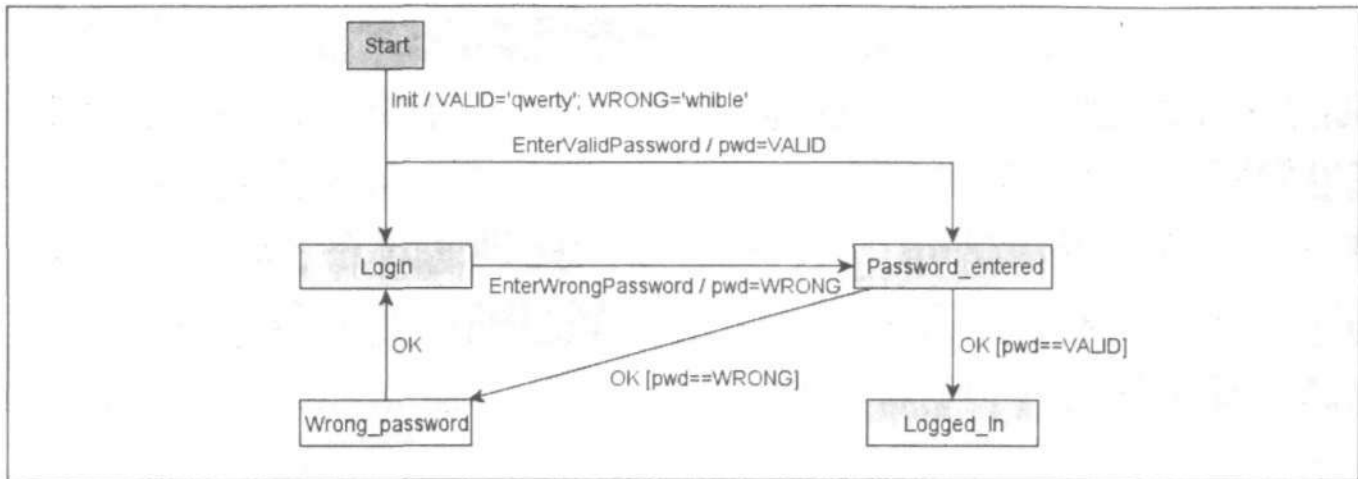 Start
Init / VALID='qwerty'; WRONG='whible'
EnterValidPassword / pwd=VALID
Login
Password_entered
EnterWrongPassword / pwd=WRONG
OK
OK [pwd==VALID]
OK [pwd==WRONG]
Wrong_password
Logged_In